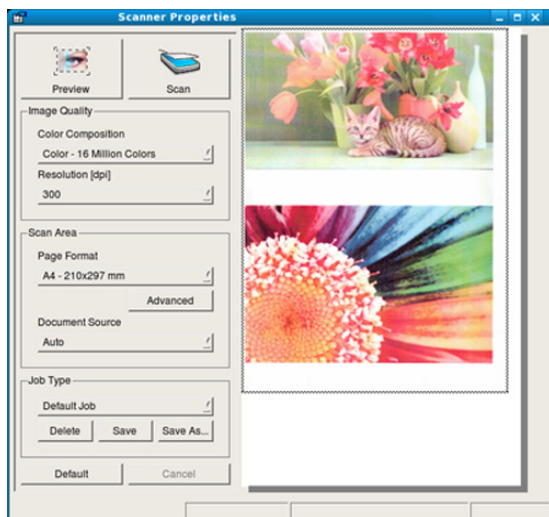 Scanner Properties
Preview
Scan
Image Quality
Color Composition
Color - 16 Million Colors
Resolution [dpi]
300
Scan Area
Page Format
A4 - 210x297 mm
Advanced
Document Source
Auto
Job Type
Default Job
Delete
Save
Save As...
Default
Cancel